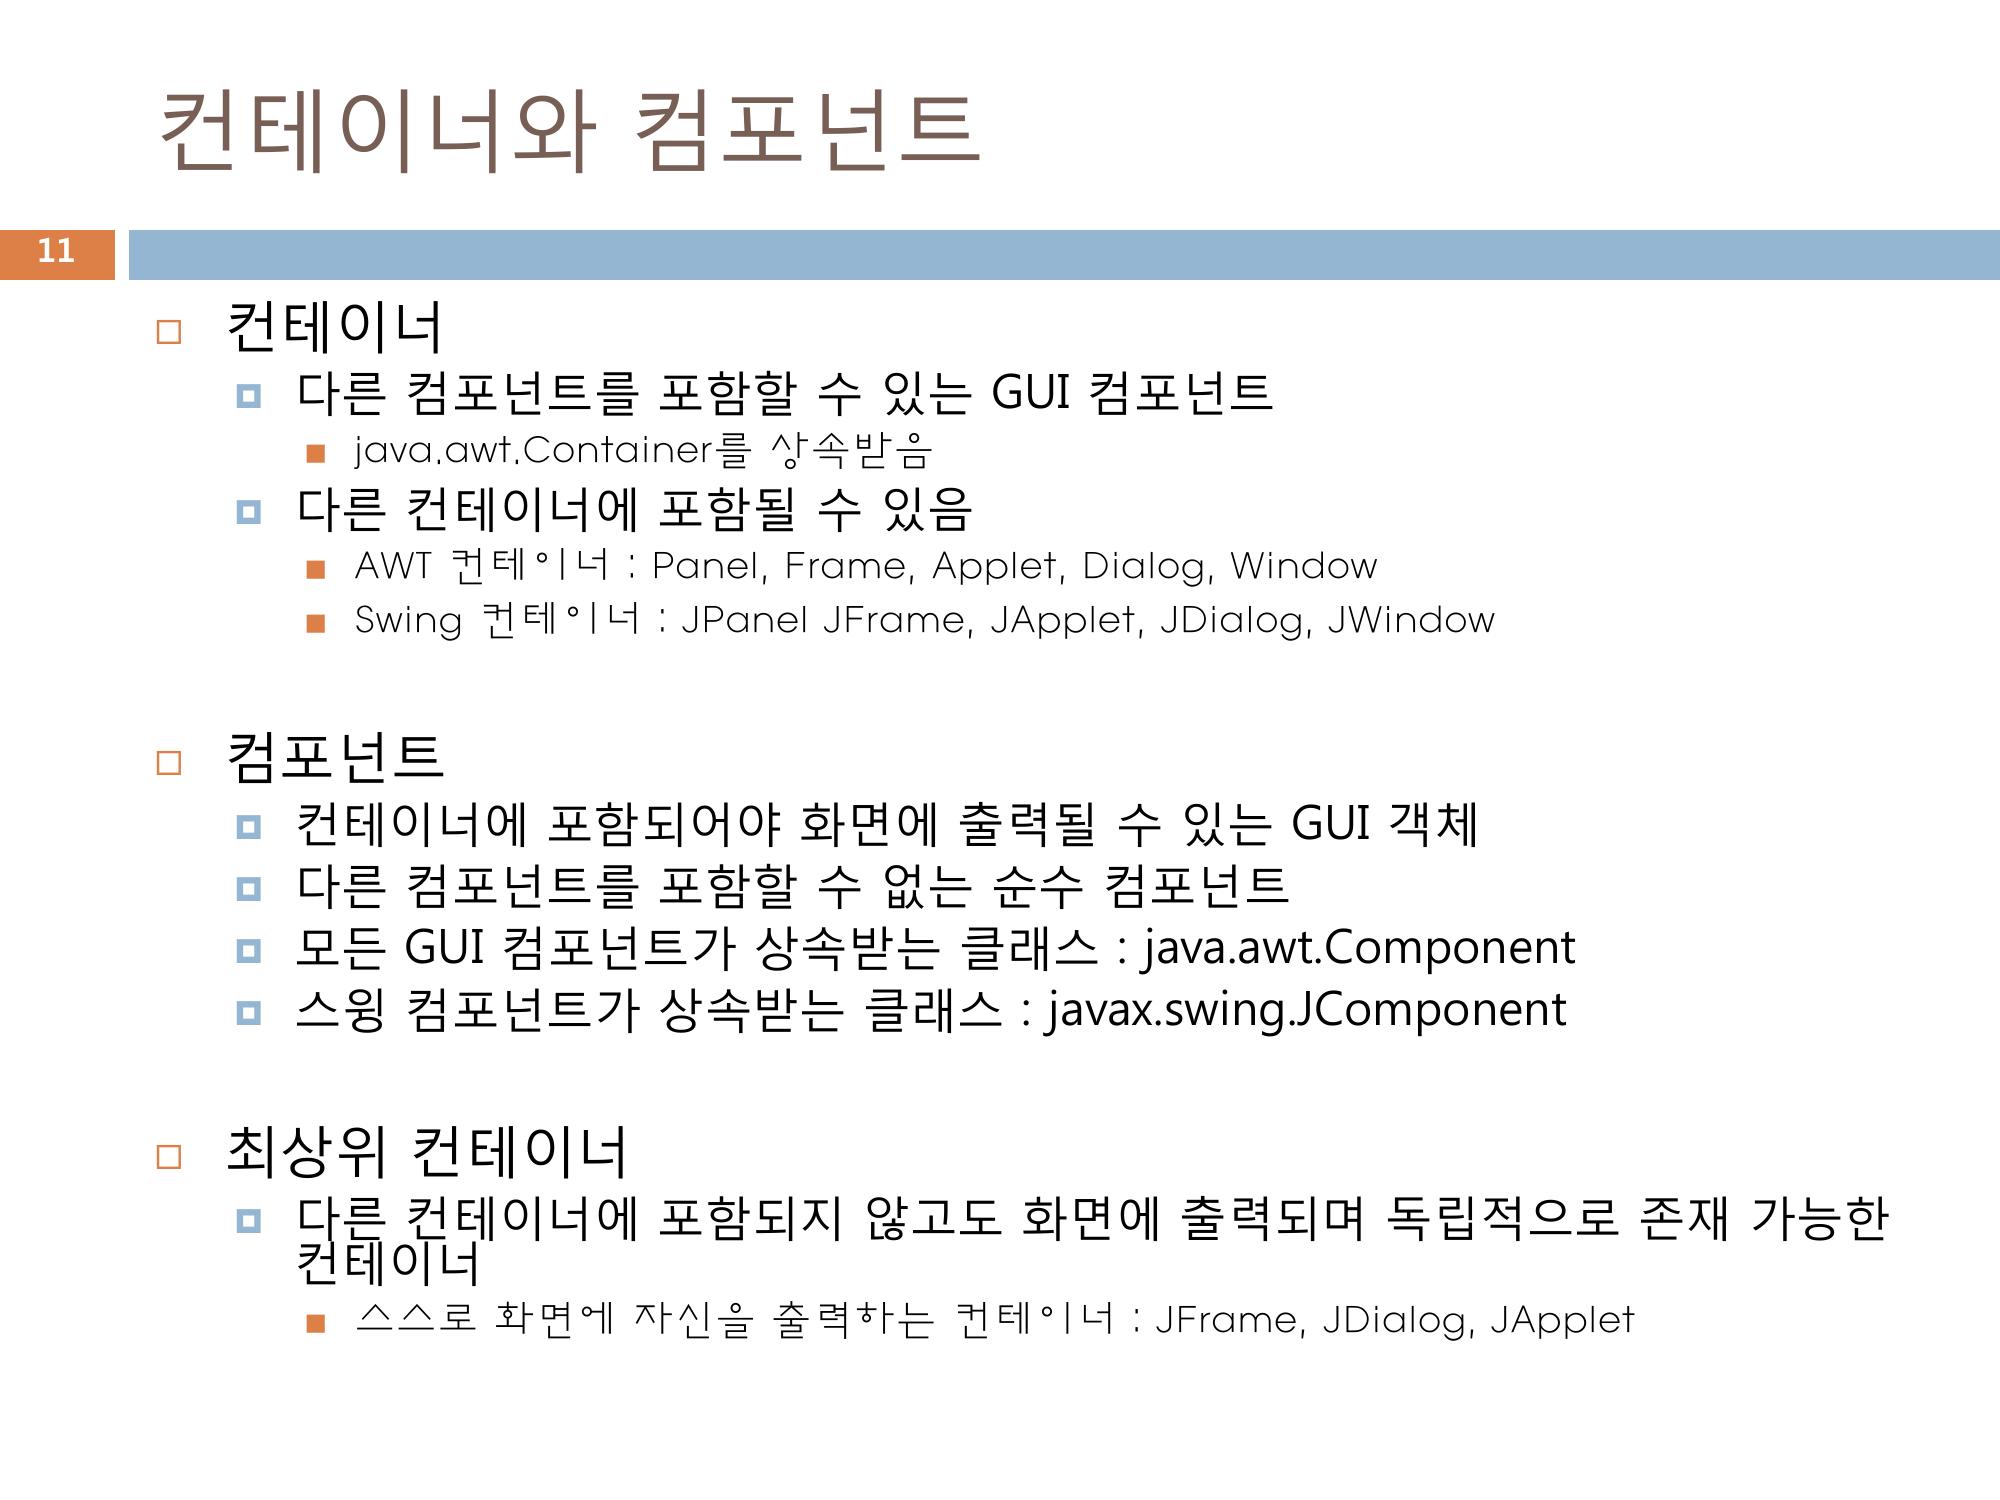 컨테이너와 컴포넌트
11
컨테이너
다른 컴포넌트를 포함할 수 있는 GUI 컴포넌트
java.awt.Container를 상속받음
다른 컨테이너에 포함될 수 있음
AWT 컨테이너 : Panel, Frame, Applet, Dialog, Window
Swing 컨테이너 : JPanel JFrame, JApplet, JDialog, JWindow
컴포넌트
컨테이너에 포함되어야 화면에 출력될 수 있는 GUI 객체
다른 컴포넌트를 포함할 수 없는 순수 컴포넌트
모든 GUI 컴포넌트가 상속받는 클래스 : java.awt.Component
스윙 컴포넌트가 상속받는 클래스 : javax.swing.JComponent
최상위 컨테이너
다른 컨테이너에 포함되지 않고도 화면에 출력되며 독립적으로 존재 가능한
컨테이너
스스로 화면에 자신을 출력하는 컨테이너 : JFrame, JDialog, JApplet